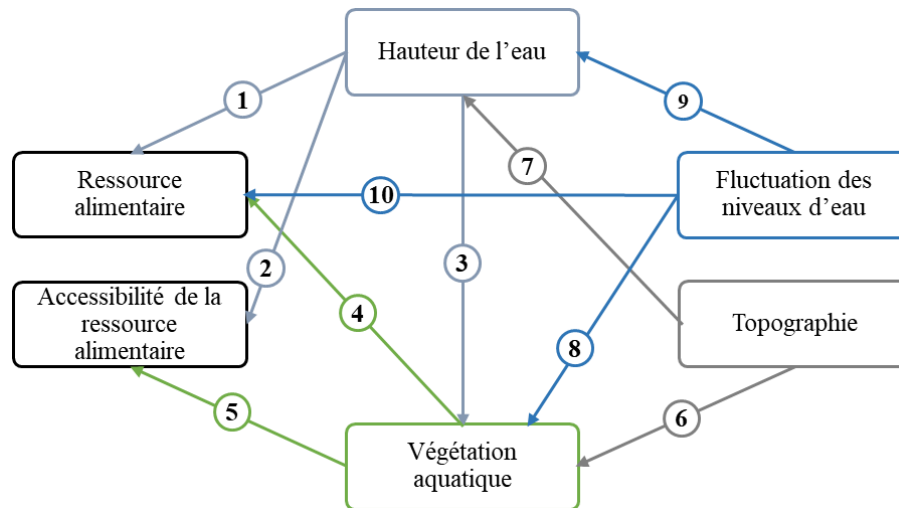 Hauteur de l’eau
1
9
Ressource
alimentaire
10
7
Fluctuation des
niveaux d’eau
2
3
Accessibilité de la
ressource
alimentaire
4
8
Topographie
5
6
Végétation
aquatique